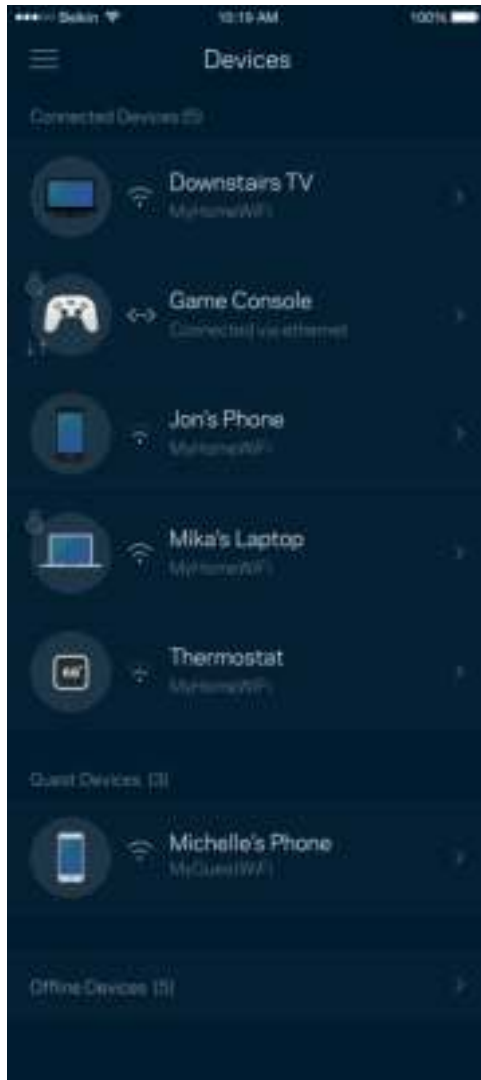 Belkin 10:19 AM 100%
Devices
Connected Devices (5)
Downstairs TV
MyHomeWiFi
Game Console
Connected via ethernet
Jon's Phone
MyHomeWiFi
Mika's Laptop
MyHomeWiFi
Thermostat
MyHomeWiFi
Guest Devices (3)
Michelle's Phone
MyGuestWiFi
Offline Devices (5)